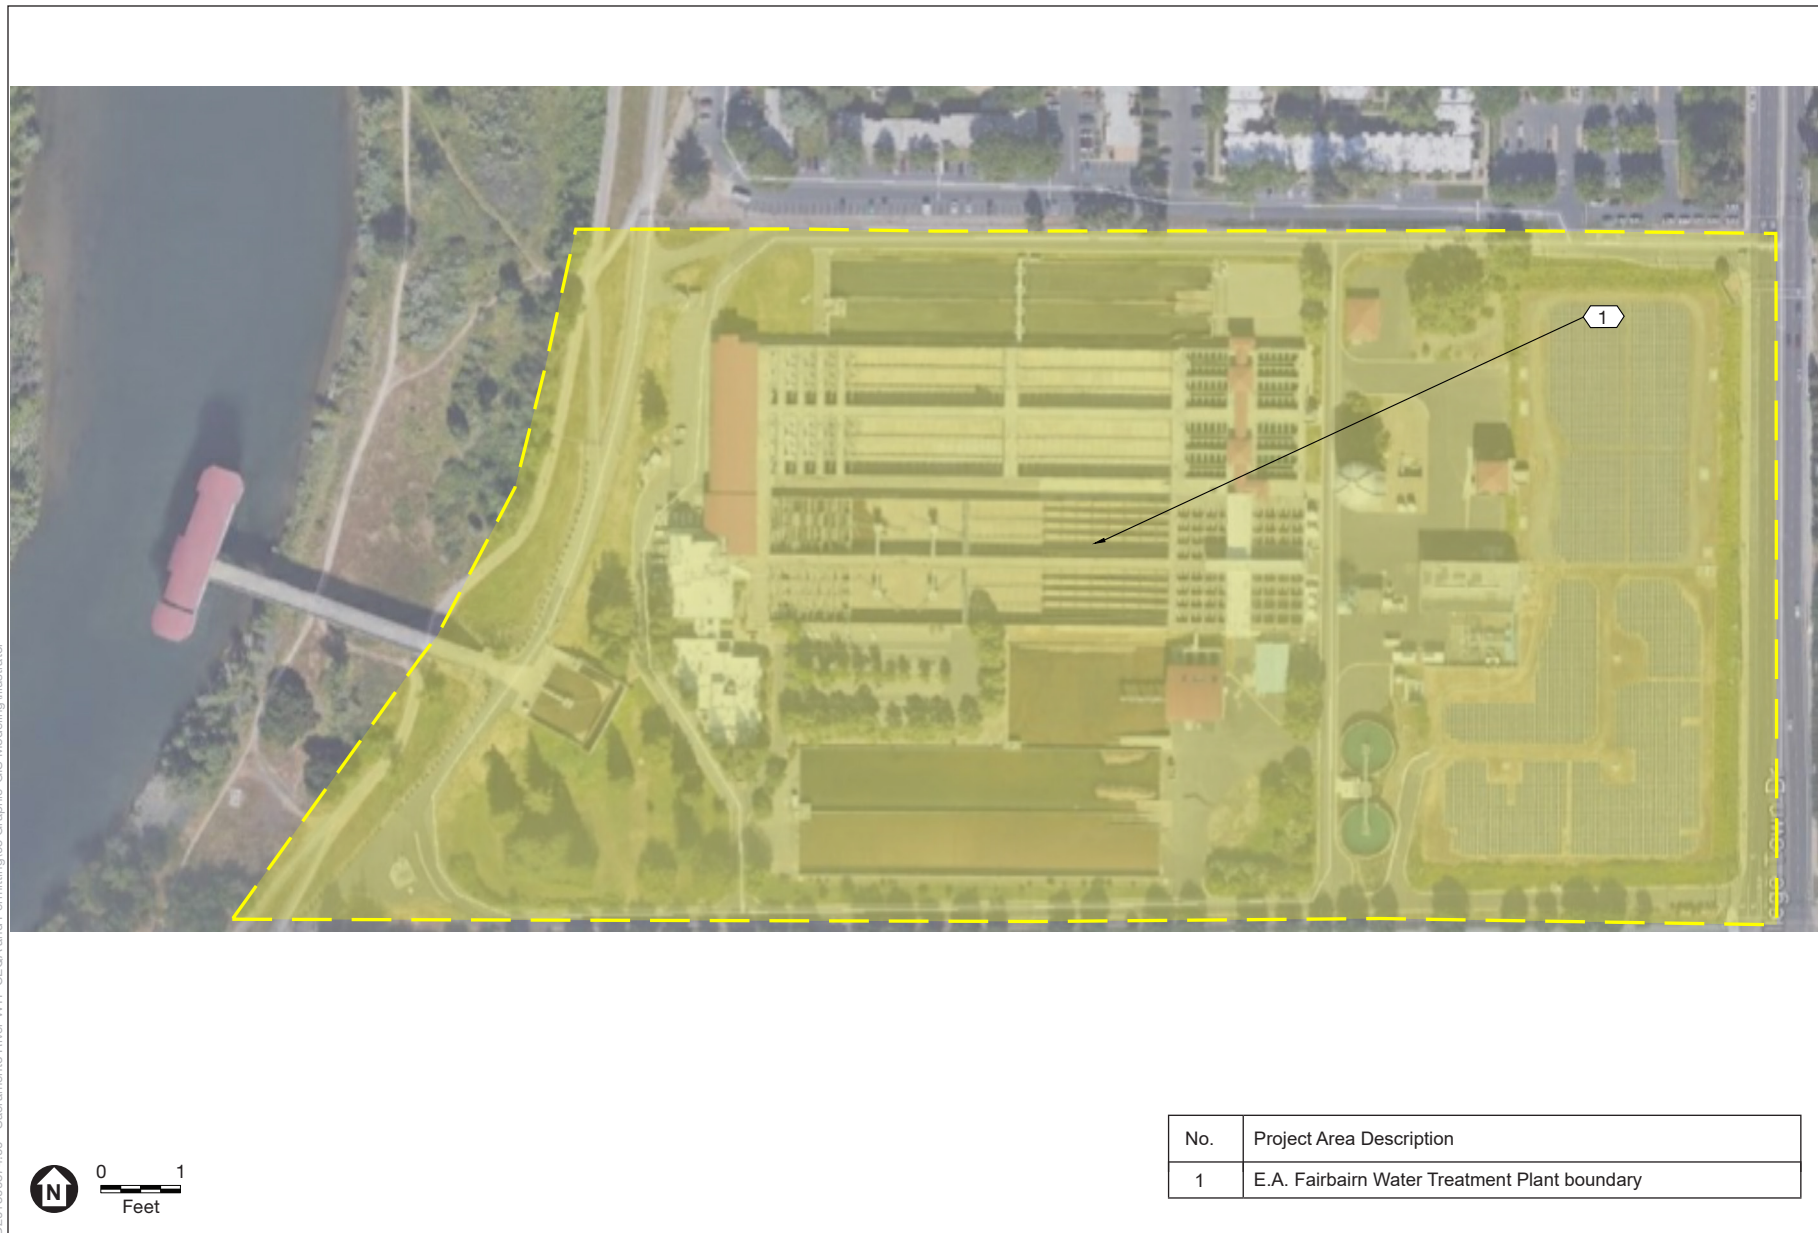 1
No.
Project Area Description
1
E.A. Fairbairn Water Treatment Plant boundary
N
0 1
Feet